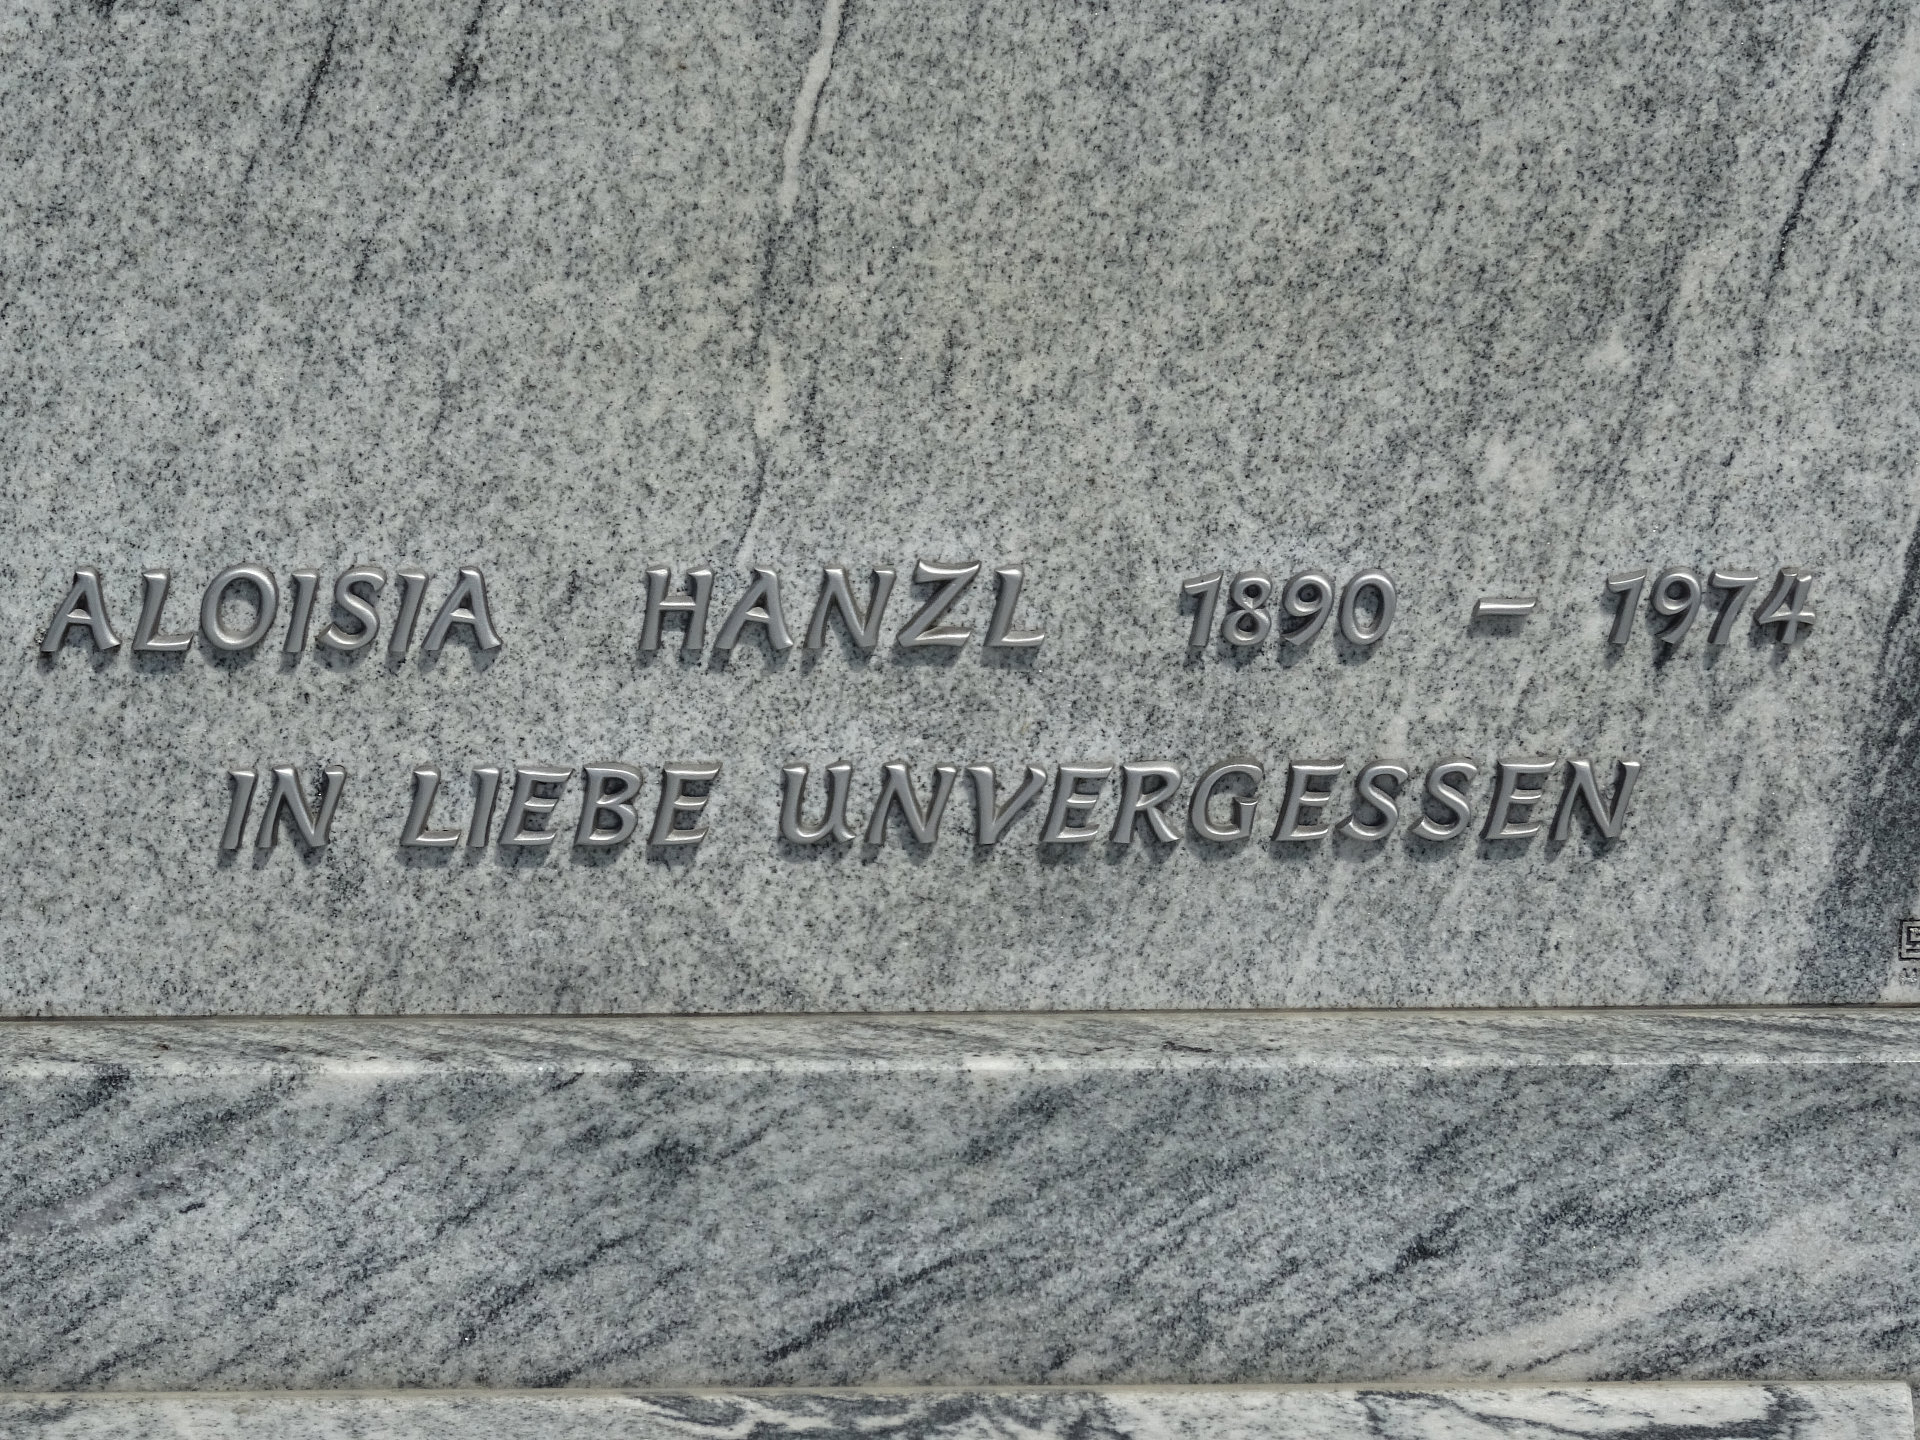 ALOISIA HANZL 1890 – 1974
IN LIEBE UNVERGESSEN